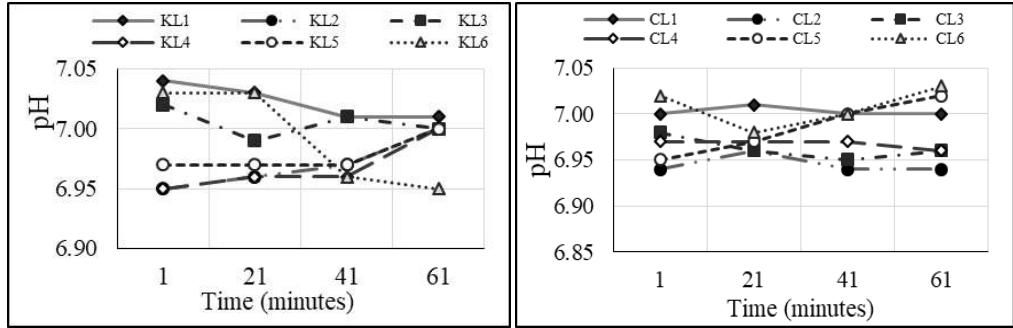 KL1 KL2 KL3
KL4 KL5 KL6
7.05
7.00
6.95
6.90
pH
1 21 41 61
Time (minutes)
CL1 CL2 CL3
CL4 CL5 CL6
7.05
7.00
6.95
6.90
6.85
pH
1 21 41 61
Time (minutes)